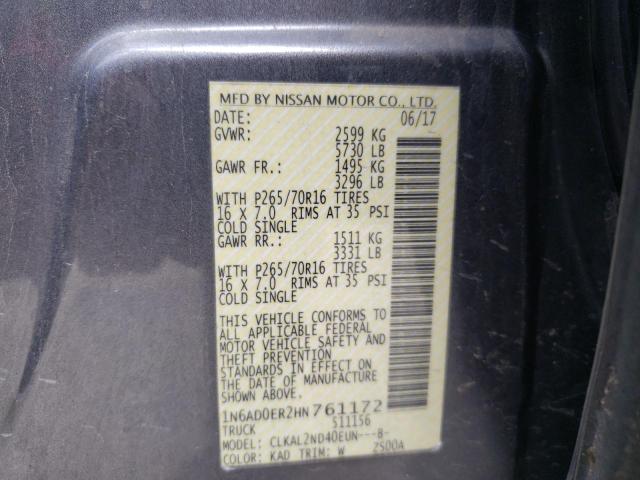 MFD BY NISSAN MOTOR CO., LTD.
DATE: 06/17
GVWR: 2599 KG
5730 LB
GAWR FR.: 1495 KG
3296 LB
WITH P265/70R16 TIRES
16 X 7.0 RIMS AT 35 PSI
COLD SINGLE
GAWR RR.: 1511 KG
3331 LB
WITH P265/70R16 TIRES
16 X 7.0 RIMS AT 35 PSI
COLD SINGLE
THIS VEHICLE CONFORMS TO
ALL APPLICABLE FEDERAL
MOTOR VEHICLE SAFETY AND
THEFT PREVENTION
STANDARDS IN EFFECT ON
THE DATE OF MANUFACTURE
SHOWN ABOVE.
1N6AD0ER2HN761172
TRUCK S11156
MODEL: CLKAL2ND40EUN---B-
COLOR: KAD TRIM: W 2500A